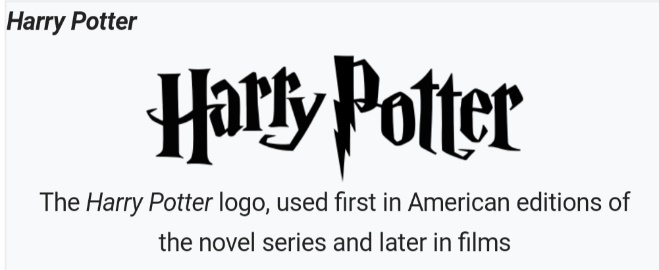 Harry Potter
Harry Potter
The Harry Potter logo, used first in American editions of
the novel series and later in films